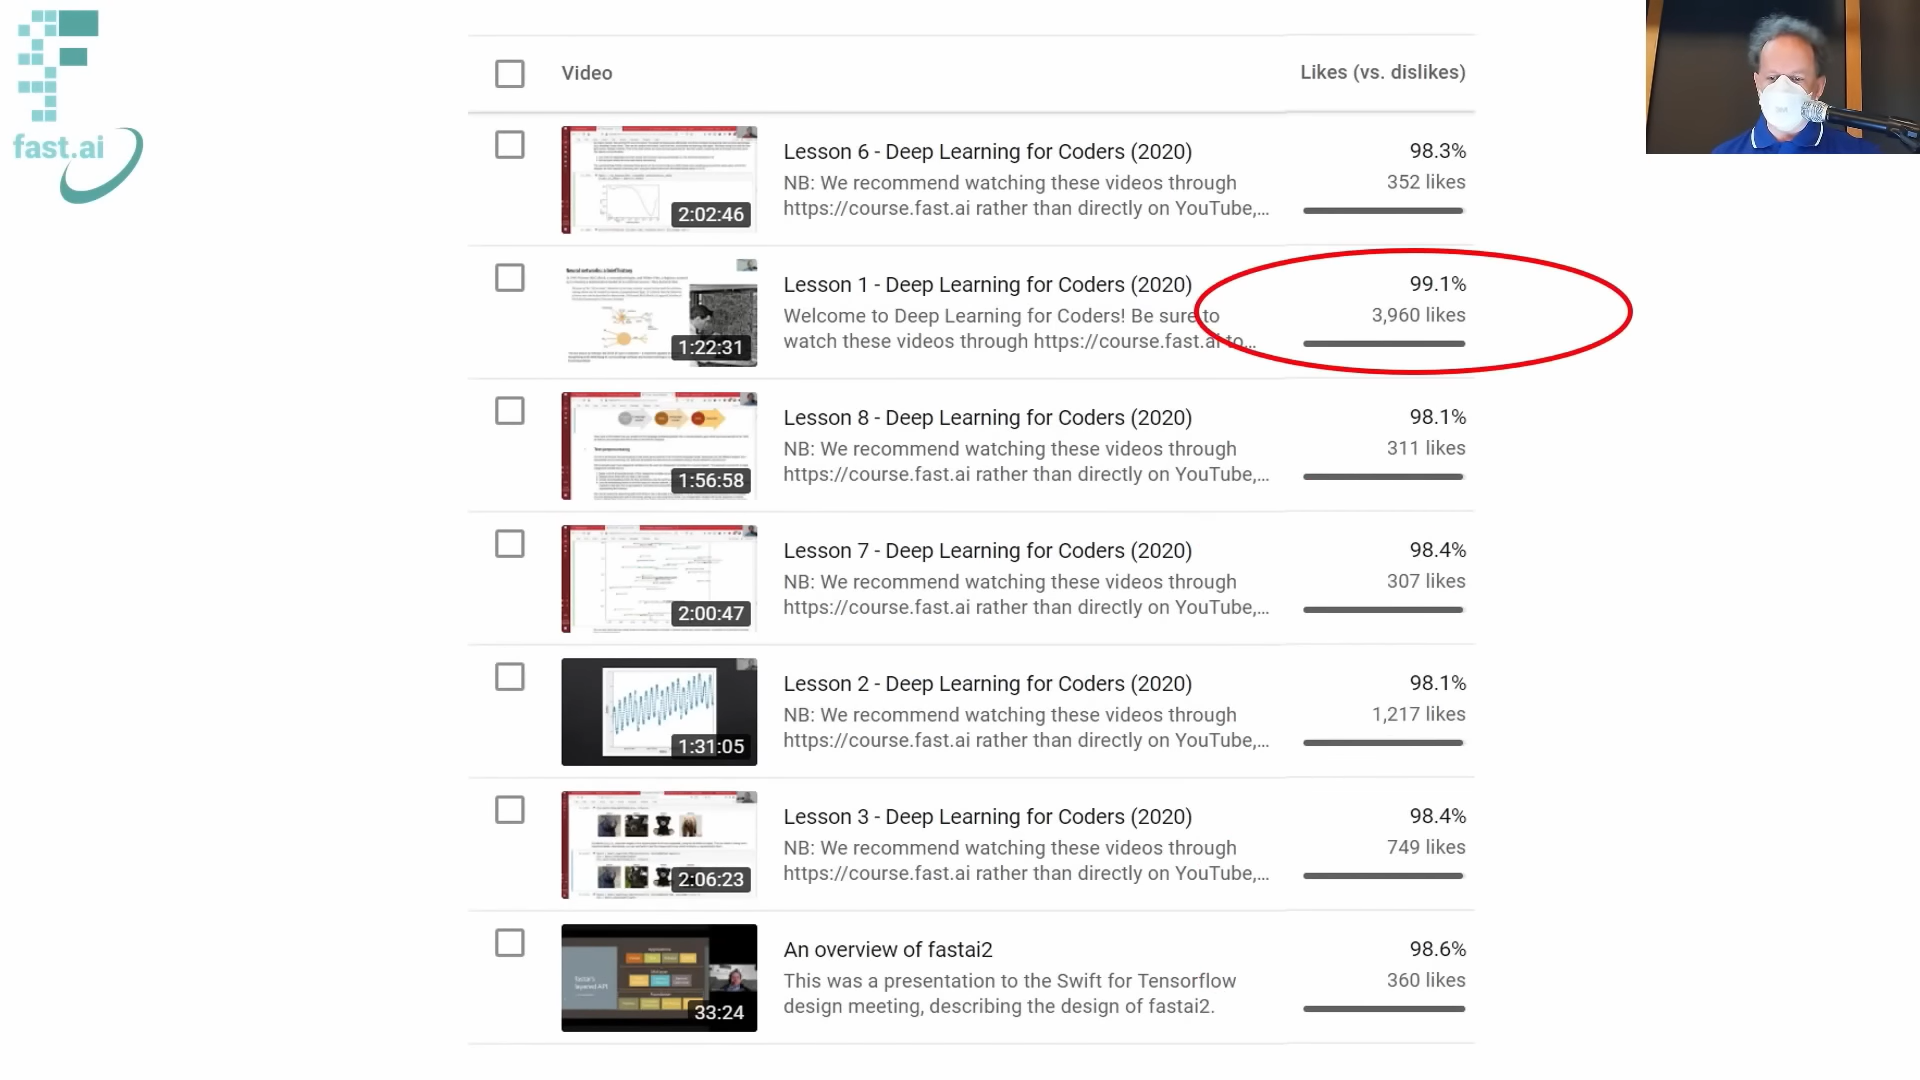 fast.ai
Video
Likes (vs. dislikes)
2:02:46
Lesson 6 - Deep Learning for Coders (2020)
NB: We recommend watching these videos through
https://course.fast.ai rather than directly on YouTube,...
98.3%
352 likes
Neural networks: a brief history
1:22:31
Lesson 1 - Deep Learning for Coders (2020)
Welcome to Deep Learning for Coders! Be sure to
watch these videos through https://course.fast.ai to...
99.1%
3,960 likes
1:56:58
Lesson 8 - Deep Learning for Coders (2020)
NB: We recommend watching these videos through
https://course.fast.ai rather than directly on YouTube,...
98.1%
311 likes
2:00:47
Lesson 7 - Deep Learning for Coders (2020)
NB: We recommend watching these videos through
https://course.fast.ai rather than directly on YouTube,...
98.4%
307 likes
1:31:05
Lesson 2 - Deep Learning for Coders (2020)
NB: We recommend watching these videos through
https://course.fast.ai rather than directly on YouTube,...
98.1%
1,217 likes
2:06:23
Lesson 3 - Deep Learning for Coders (2020)
NB: We recommend watching these videos through
https://course.fast.ai rather than directly on YouTube,...
98.4%
749 likes
fastai's
layered API
33:24
An overview of fastai2
This was a presentation to the Swift for Tensorflow
design meeting, describing the design of fastai2.
98.6%
360 likes